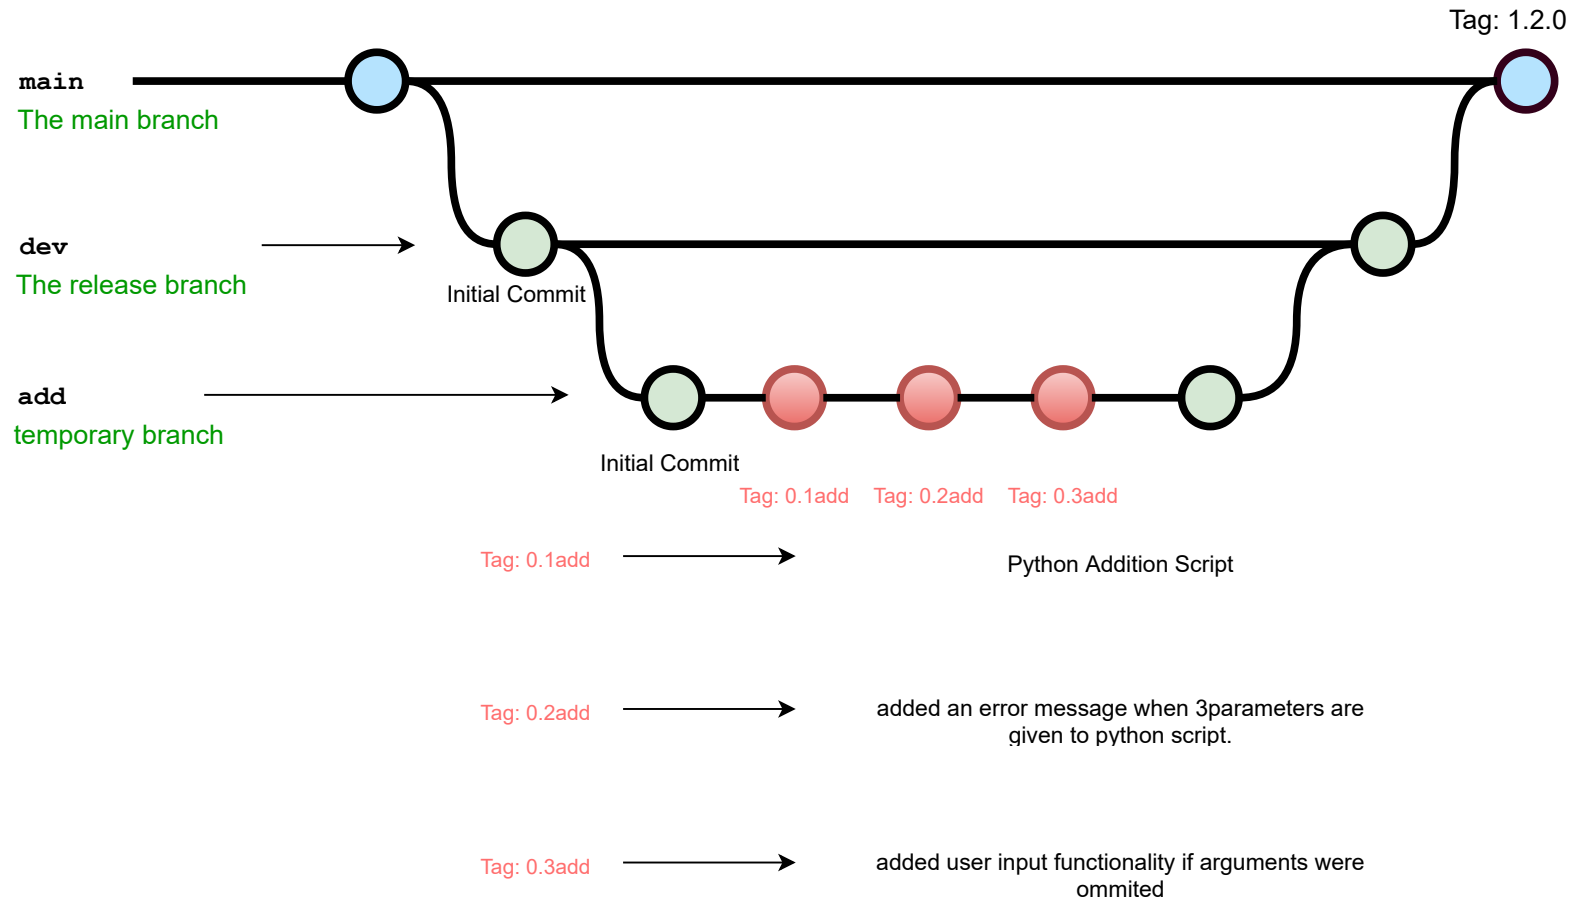 Tag: 1.2.0
main
The main branch
dev
The release branch
Initial Commit
add
temporary branch
Initial Commit
Tag: 0.1add
Tag: 0.2add
Tag: 0.3add
Tag: 0.1add
Python Addition Script
Tag: 0.2add
added an error message when 3parameters are
given to python script.
Tag: 0.3add
added user input functionality if arguments were
ommited